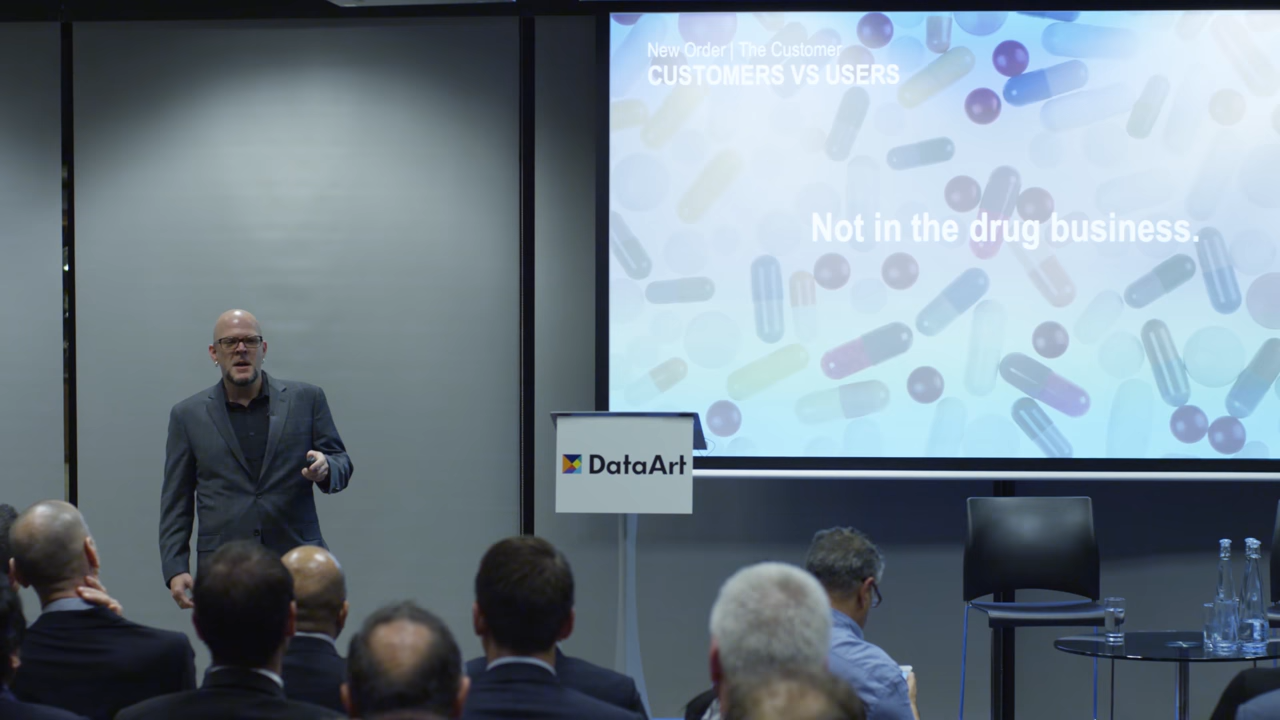 New Order | The Customer
CUSTOMERS VS USERS
Not in the drug business.
DataArt